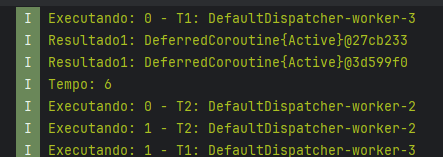 I Executando: 0 - T1: DefaultDispatcher-worker-3
I Resultado1: DeferredCoroutine{Active}@27cb233
I Resultado1: DeferredCoroutine{Active}@3d599f0
I Tempo: 6
I Executando: 0 - T2: DefaultDispatcher-worker-2
I Executando: 1 - T2: DefaultDispatcher-worker-2
I Executando: 1 - T1: DefaultDispatcher-worker-3